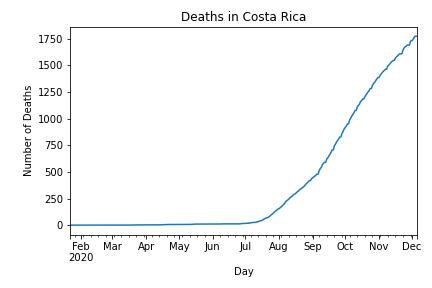 Deaths in Costa Rica
Number of Deaths
1750
1500
1250
1000
750
500
250
0
Feb Mar Apr May Jun Jul Aug Sep Oct Nov Dec
2020
Day